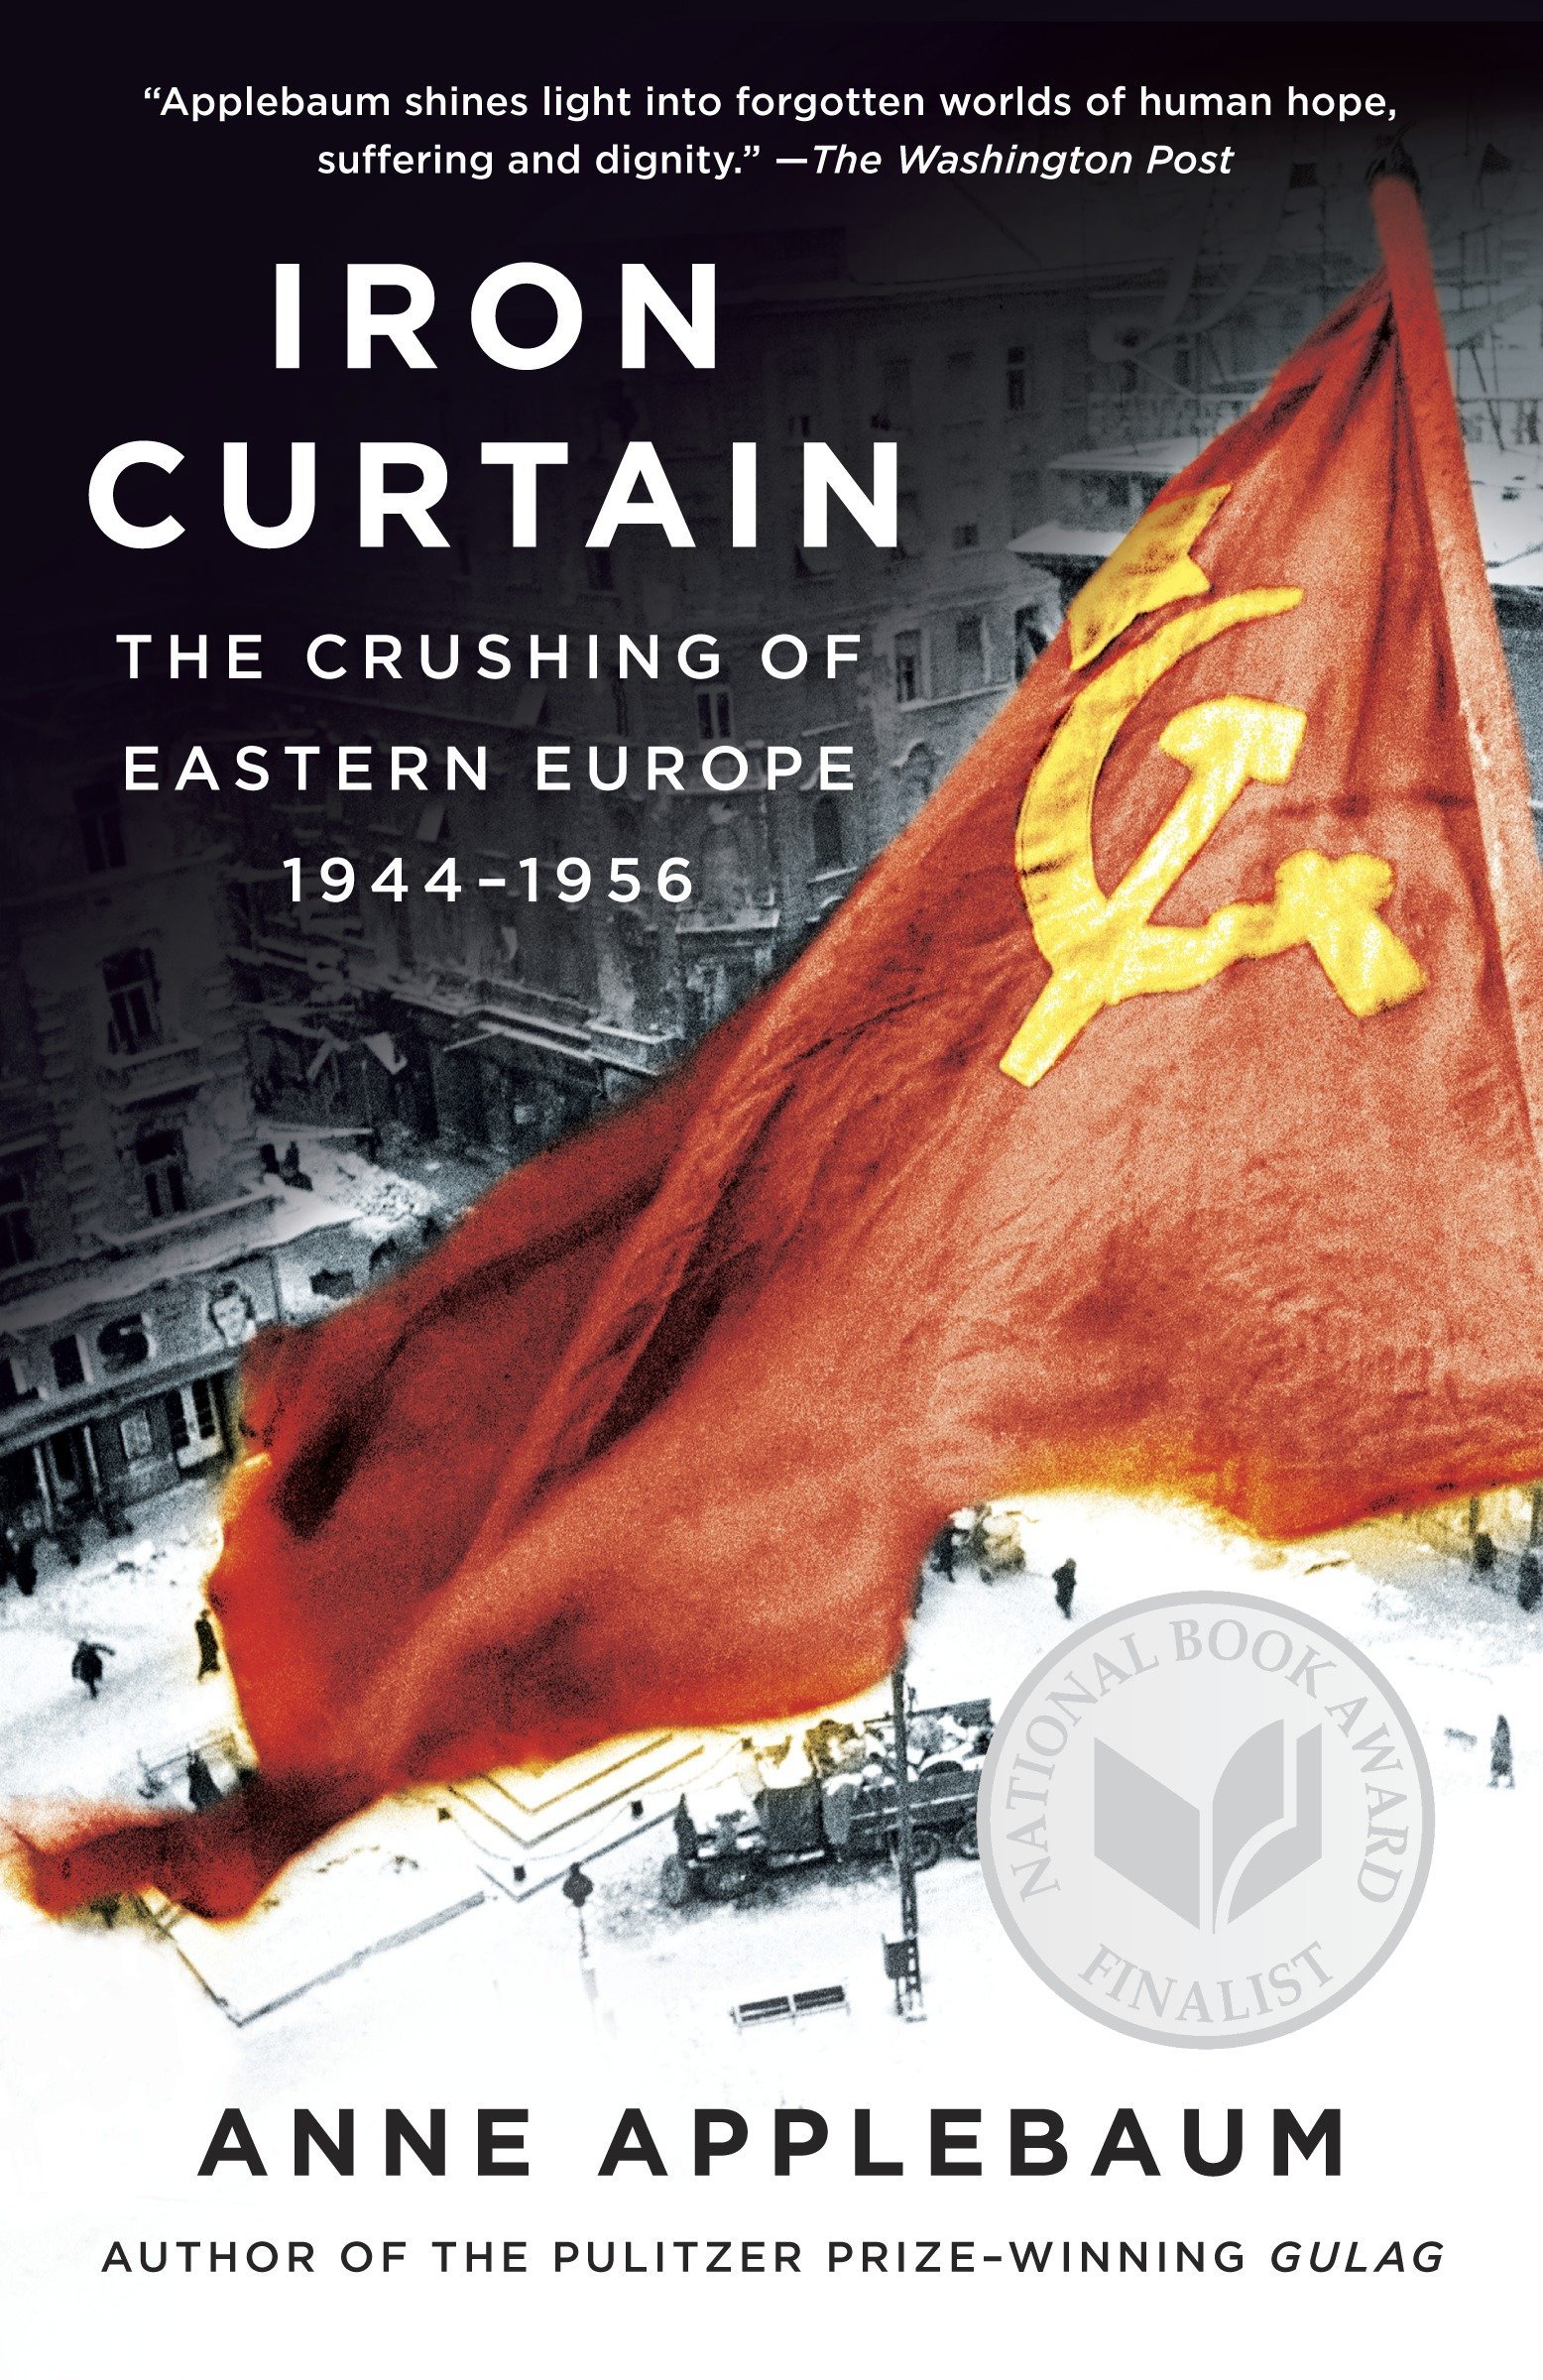 “Applebaum shines light into forgotten worlds of human hope,
suffering and dignity.” —The Washington Post
IRON
CURTAIN
THE CRUSHING OF
EASTERN EUROPE
1944–1956
NATIONAL BOOK AWARD
FINALIST
ANNE APPLEBAUM
AUTHOR OF THE PULITZER PRIZE–WINNING GULAG